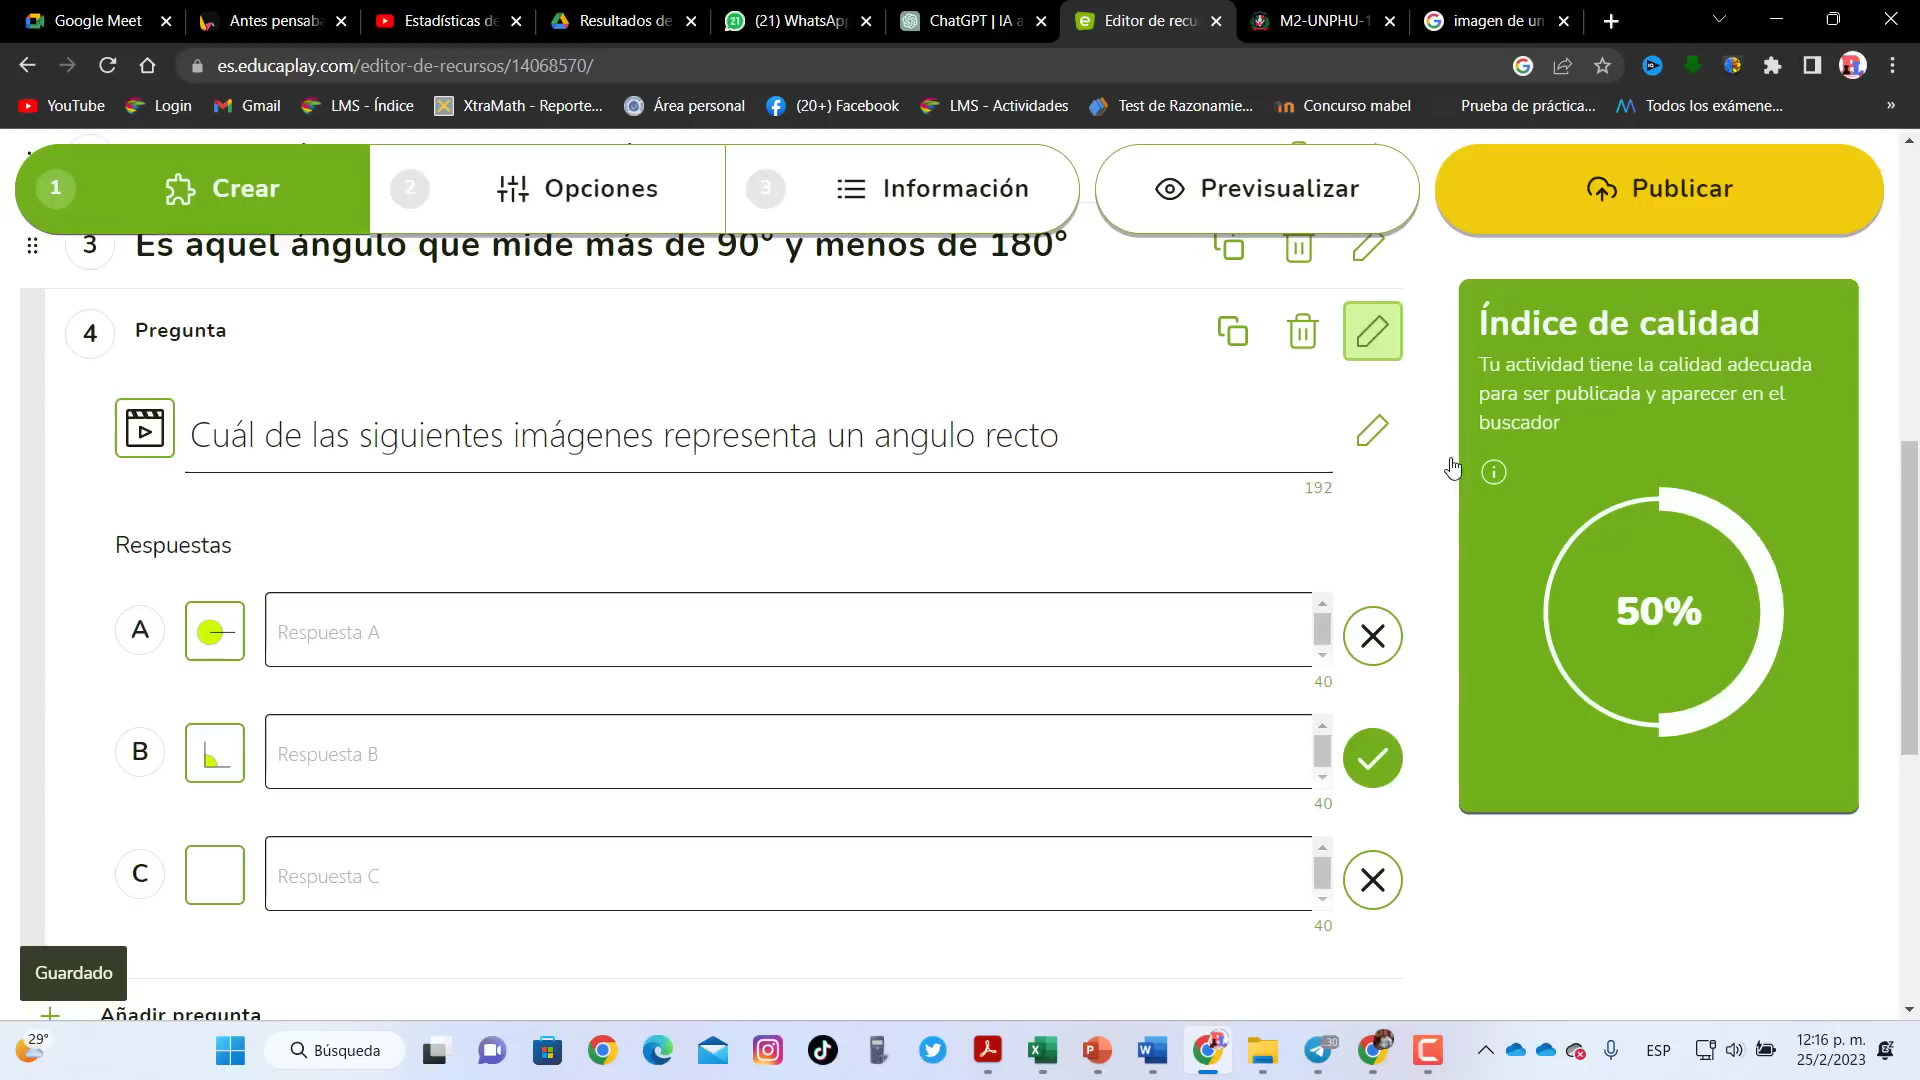 Google Meet
Antes pensaba
Estadísticas de
Resultados de
(21) WhatsApp
ChatGPT | IA a
Editor de recu
M2-UNPHU-1
imagen de un
es.educaplay.com/editor-de-recursos/14068570/
YouTube
Login
Gmail
LMS - Índice
XtraMath - Reporte...
Área personal
(20+) Facebook
LMS - Actividades
Test de Razonamie...
Concurso mabel
Prueba de práctica...
Todos los exámene...
»
1 Crear
2 Opciones
3 Información
Previsualizar
Publicar
3 Es aquel ángulo que mide más de 90° y menos de 180°
4 Pregunta
Cuál de las siguientes imágenes representa un angulo recto
192
Respuestas
A Respuesta A
40
B Respuesta B
40
C Respuesta C
40
Índice de calidad
Tu actividad tiene la calidad adecuada
para ser publicada y aparecer en el
buscador
50%
Guardado
Añadir pregunta
29°
Búsqueda
30
ESP
12:16 p. m.
25/2/2023